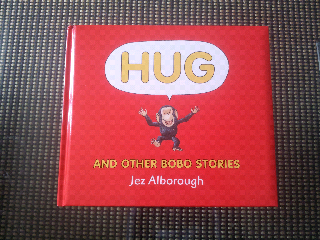 HUG
AND OTHER BOBO STORIES
Jez Alborough